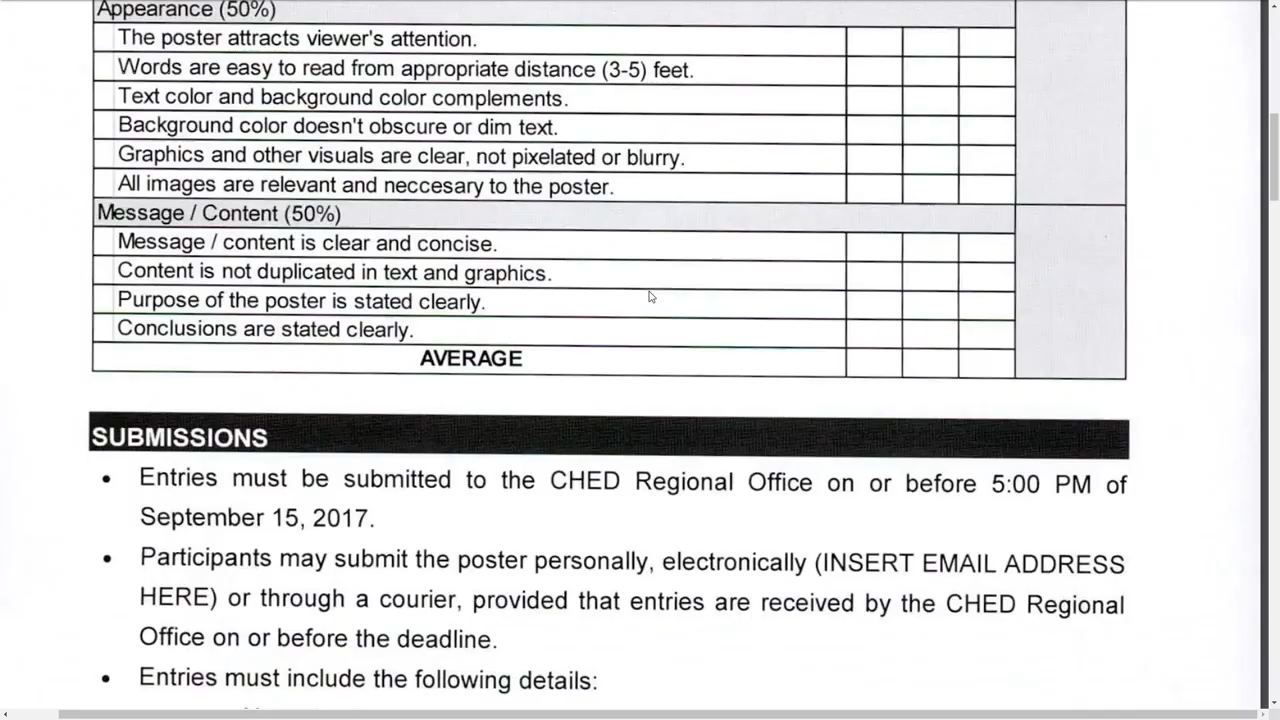 Appearance (50%)
The poster attracts viewer's attention.
Words are easy to read from appropriate distance (3-5) feet.
Text color and background color complements.
Background color doesn't obscure or dim text.
Graphics and other visuals are clear, not pixelated or blurry.
All images are relevant and neccesary to the poster.
Message / Content (50%)
Message / content is clear and concise.
Content is not duplicated in text and graphics.
Purpose of the poster is stated clearly.
Conclusions are stated clearly.
AVERAGE
SUBMISSIONS
• Entries must be submitted to the CHED Regional Office on or before 5:00 PM of
September 15, 2017.
• Participants may submit the poster personally, electronically (INSERT EMAIL ADDRESS
HERE) or through a courier, provided that entries are received by the CHED Regional
Office on or before the deadline.
• Entries must include the following details: